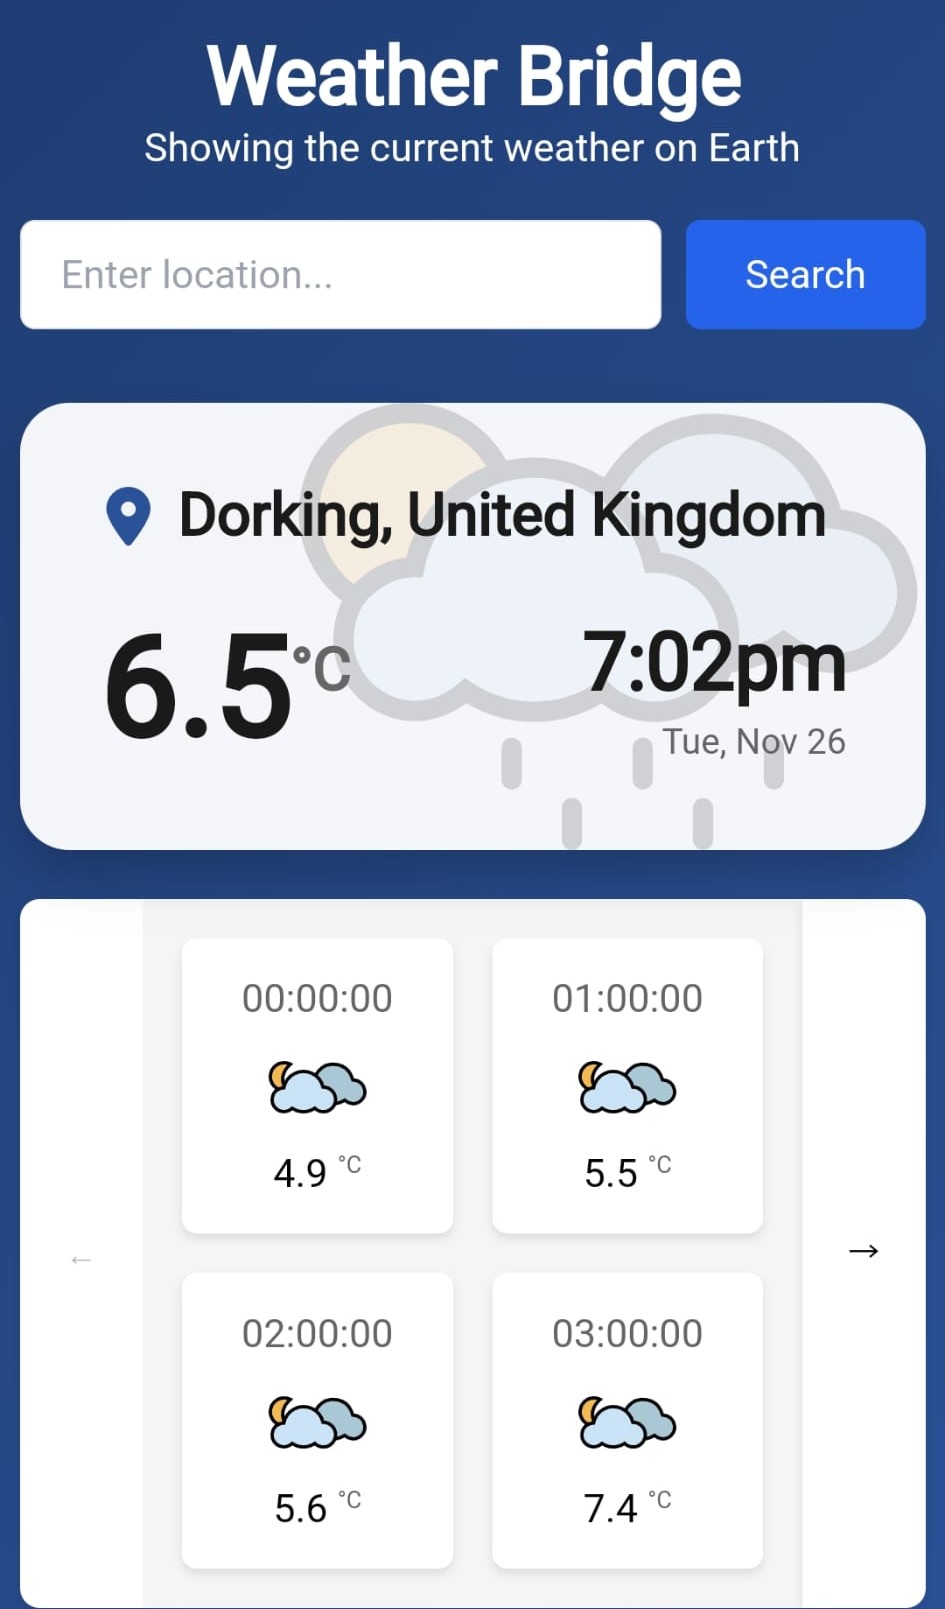 Weather Bridge
Showing the current weather on Earth
Enter location...
Search
Dorking, United Kingdom
6.5°C
7:02pm
Tue, Nov 26
00:00:00
01:00:00
4.9 °C
5.5 °C
←
→
02:00:00
03:00:00
5.6 °C
7.4 °C